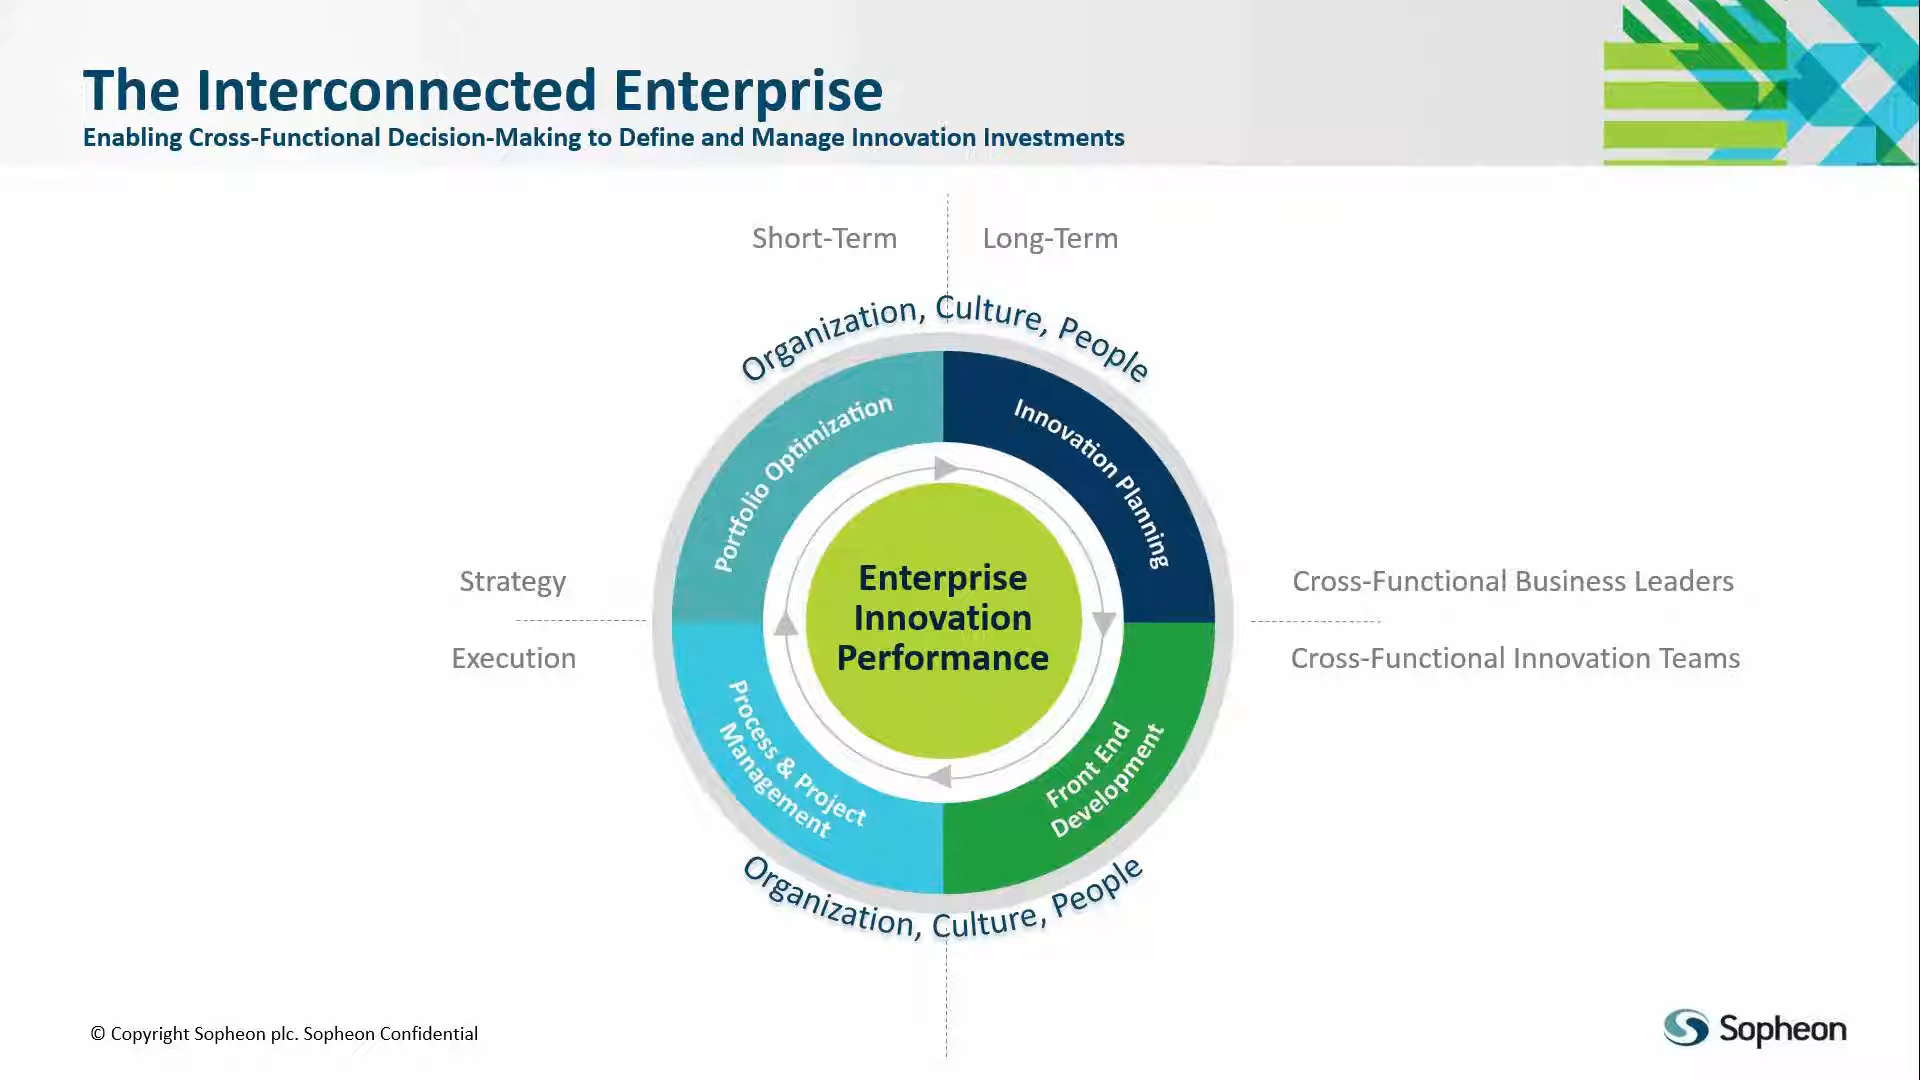 The Interconnected Enterprise
Enabling Cross-Functional Decision-Making to Define and Manage Innovation Investments
Short-Term
Long-Term
Organization, Culture, People
Portfolio Optimization
Innovation Planning
Strategy
Execution
Enterprise
Innovation
Performance
Cross-Functional Business Leaders
Cross-Functional Innovation Teams
Process & Project
Management
Front End
Development
Organization, Culture, People
© Copyright Sopheon plc. Sopheon Confidential
Sopheon